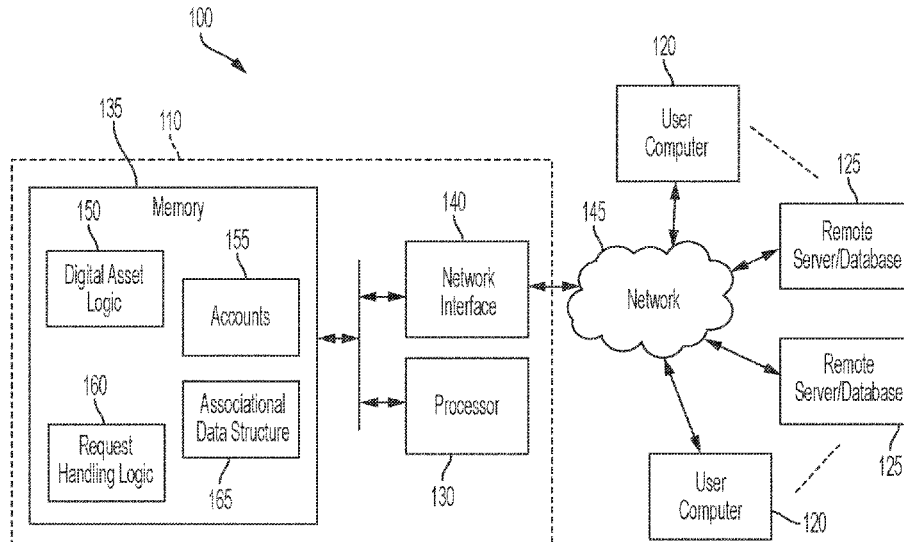 100
120
User
Computer
135
110
125
Remote
Server/Database
Memory
150
Digital Asset
Logic
155
Accounts
140
Network
Interface
145
Network
160
Request
Handling Logic
Associational
Data Structure
165
Processor
130
Remote
Server/Database
125
User
Computer
120